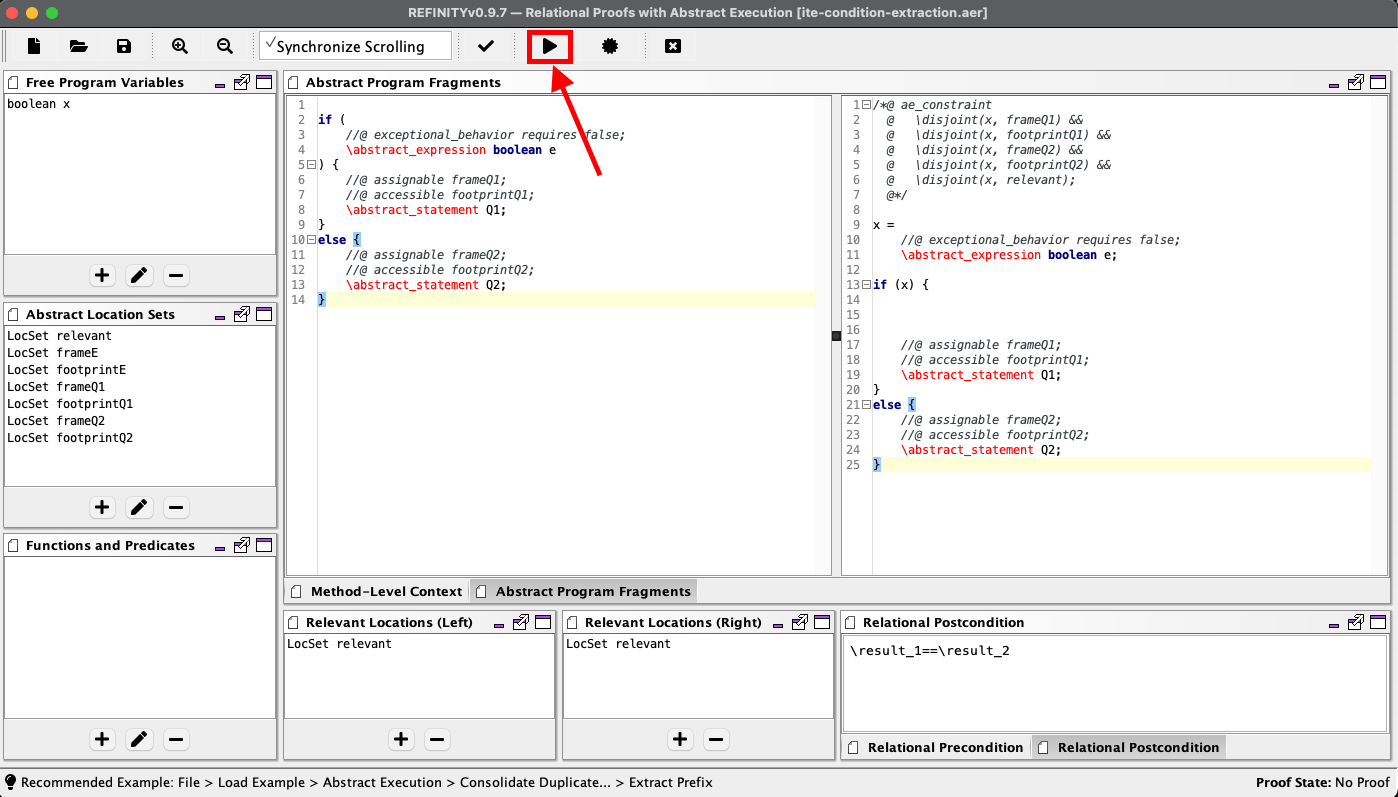 REFINITYv0.9.7 — Relational Proofs with Abstract Execution [ite-condition-extraction.aer]
✓Synchronize Scrolling
Free Program Variables
boolean x
Abstract Location Sets
LocSet relevant
LocSet frameE
LocSet footprintE
LocSet frameQ1
LocSet footprintQ1
LocSet frameQ2
LocSet footprintQ2
Functions and Predicates
Abstract Program Fragments
1
2 if (
3     //@ exceptional_behavior requires false;
4     \abstract_expression boolean e
5 ) {
6     //@ assignable frameQ1;
7     //@ accessible footprintQ1;
8     \abstract_statement Q1;
9 }
10 else {
11     //@ assignable frameQ2;
12     //@ accessible footprintQ2;
13     \abstract_statement Q2;
14 }
1 /*@ ae_constraint
2   @   \disjoint(x, frameQ1) &&
3   @   \disjoint(x, footprintQ1) &&
4   @   \disjoint(x, frameQ2) &&
5   @   \disjoint(x, footprintQ2) &&
6   @   \disjoint(x, relevant);
7   @*/
8
9 x =
10     //@ exceptional_behavior requires false;
11     \abstract_expression boolean e;
12
13 if (x) {
14
15
16
17     //@ assignable frameQ1;
18     //@ accessible footprintQ1;
19     \abstract_statement Q1;
20 }
21 else {
22     //@ assignable frameQ2;
23     //@ accessible footprintQ2;
24     \abstract_statement Q2;
25 }
Method-Level Context
Abstract Program Fragments
Relevant Locations (Left)
LocSet relevant
Relevant Locations (Right)
LocSet relevant
Relational Postcondition
\result_1==\result_2
Relational Precondition
Relational Postcondition
Recommended Example: File > Load Example > Abstract Execution > Consolidate Duplicate... > Extract Prefix
Proof State: No Proof